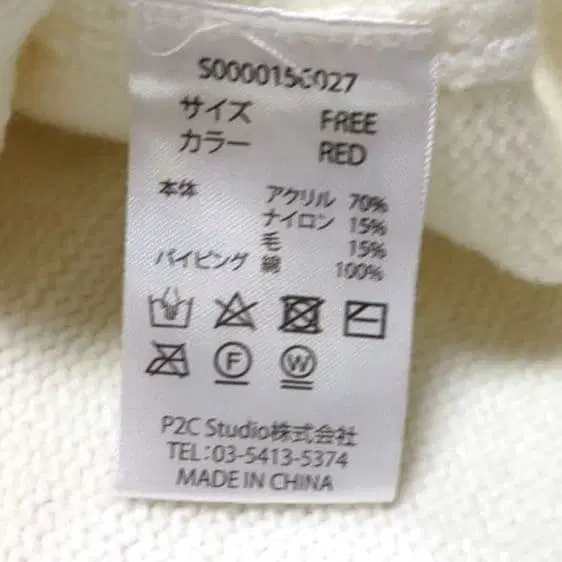 S0000156027
サイズ FREE
カラー RED
本体 アクリル 70%
ナイロン 15%
毛 15%
パイピング 綿 100%
F
W
P2C Studio株式会社
TEL:03-5413-5374
MADE IN CHINA